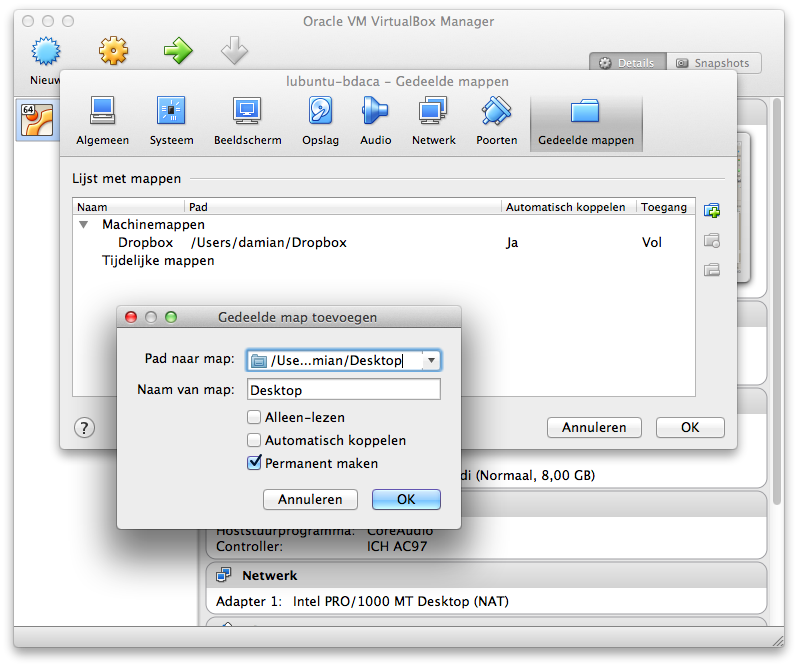 Oracle VM VirtualBox Manager
Nieuw
Details
Snapshots
64
lubuntu-bdaca – Gedeelde mappen
Algemeen Systeem Beeldscherm Opslag Audio Netwerk Poorten Gedeelde mappen
Lijst met mappen
Naam Pad Automatisch koppelen Toegang
Machinemappen
Dropbox /Users/damian/Dropbox Ja Vol
Tijdelijke mappen
Gedeelde map toevoegen
Pad naar map: /Use...mian/Desktop
Naam van map: Desktop
Alleen-lezen
Automatisch koppelen
Permanent maken
Annuleren OK
?
Annuleren OK
di (Normaal, 8,00 GB)
Hoststuurprogramma: CoreAudio
Controller: ICH AC97
Netwerk
Adapter 1: Intel PRO/1000 MT Desktop (NAT)